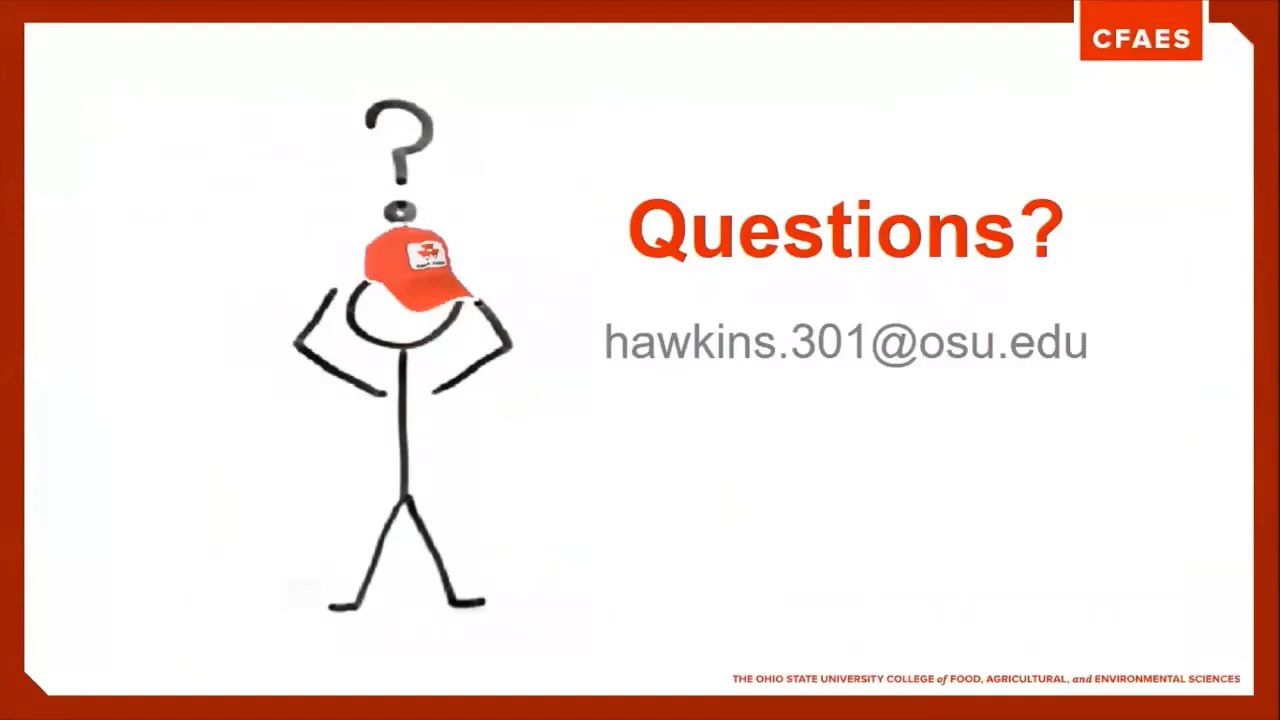 CFAES
?
Questions?
hawkins.301@osu.edu
THE OHIO STATE UNIVERSITY COLLEGE of FOOD, AGRICULTURAL, and ENVIRONMENTAL SCIENCES